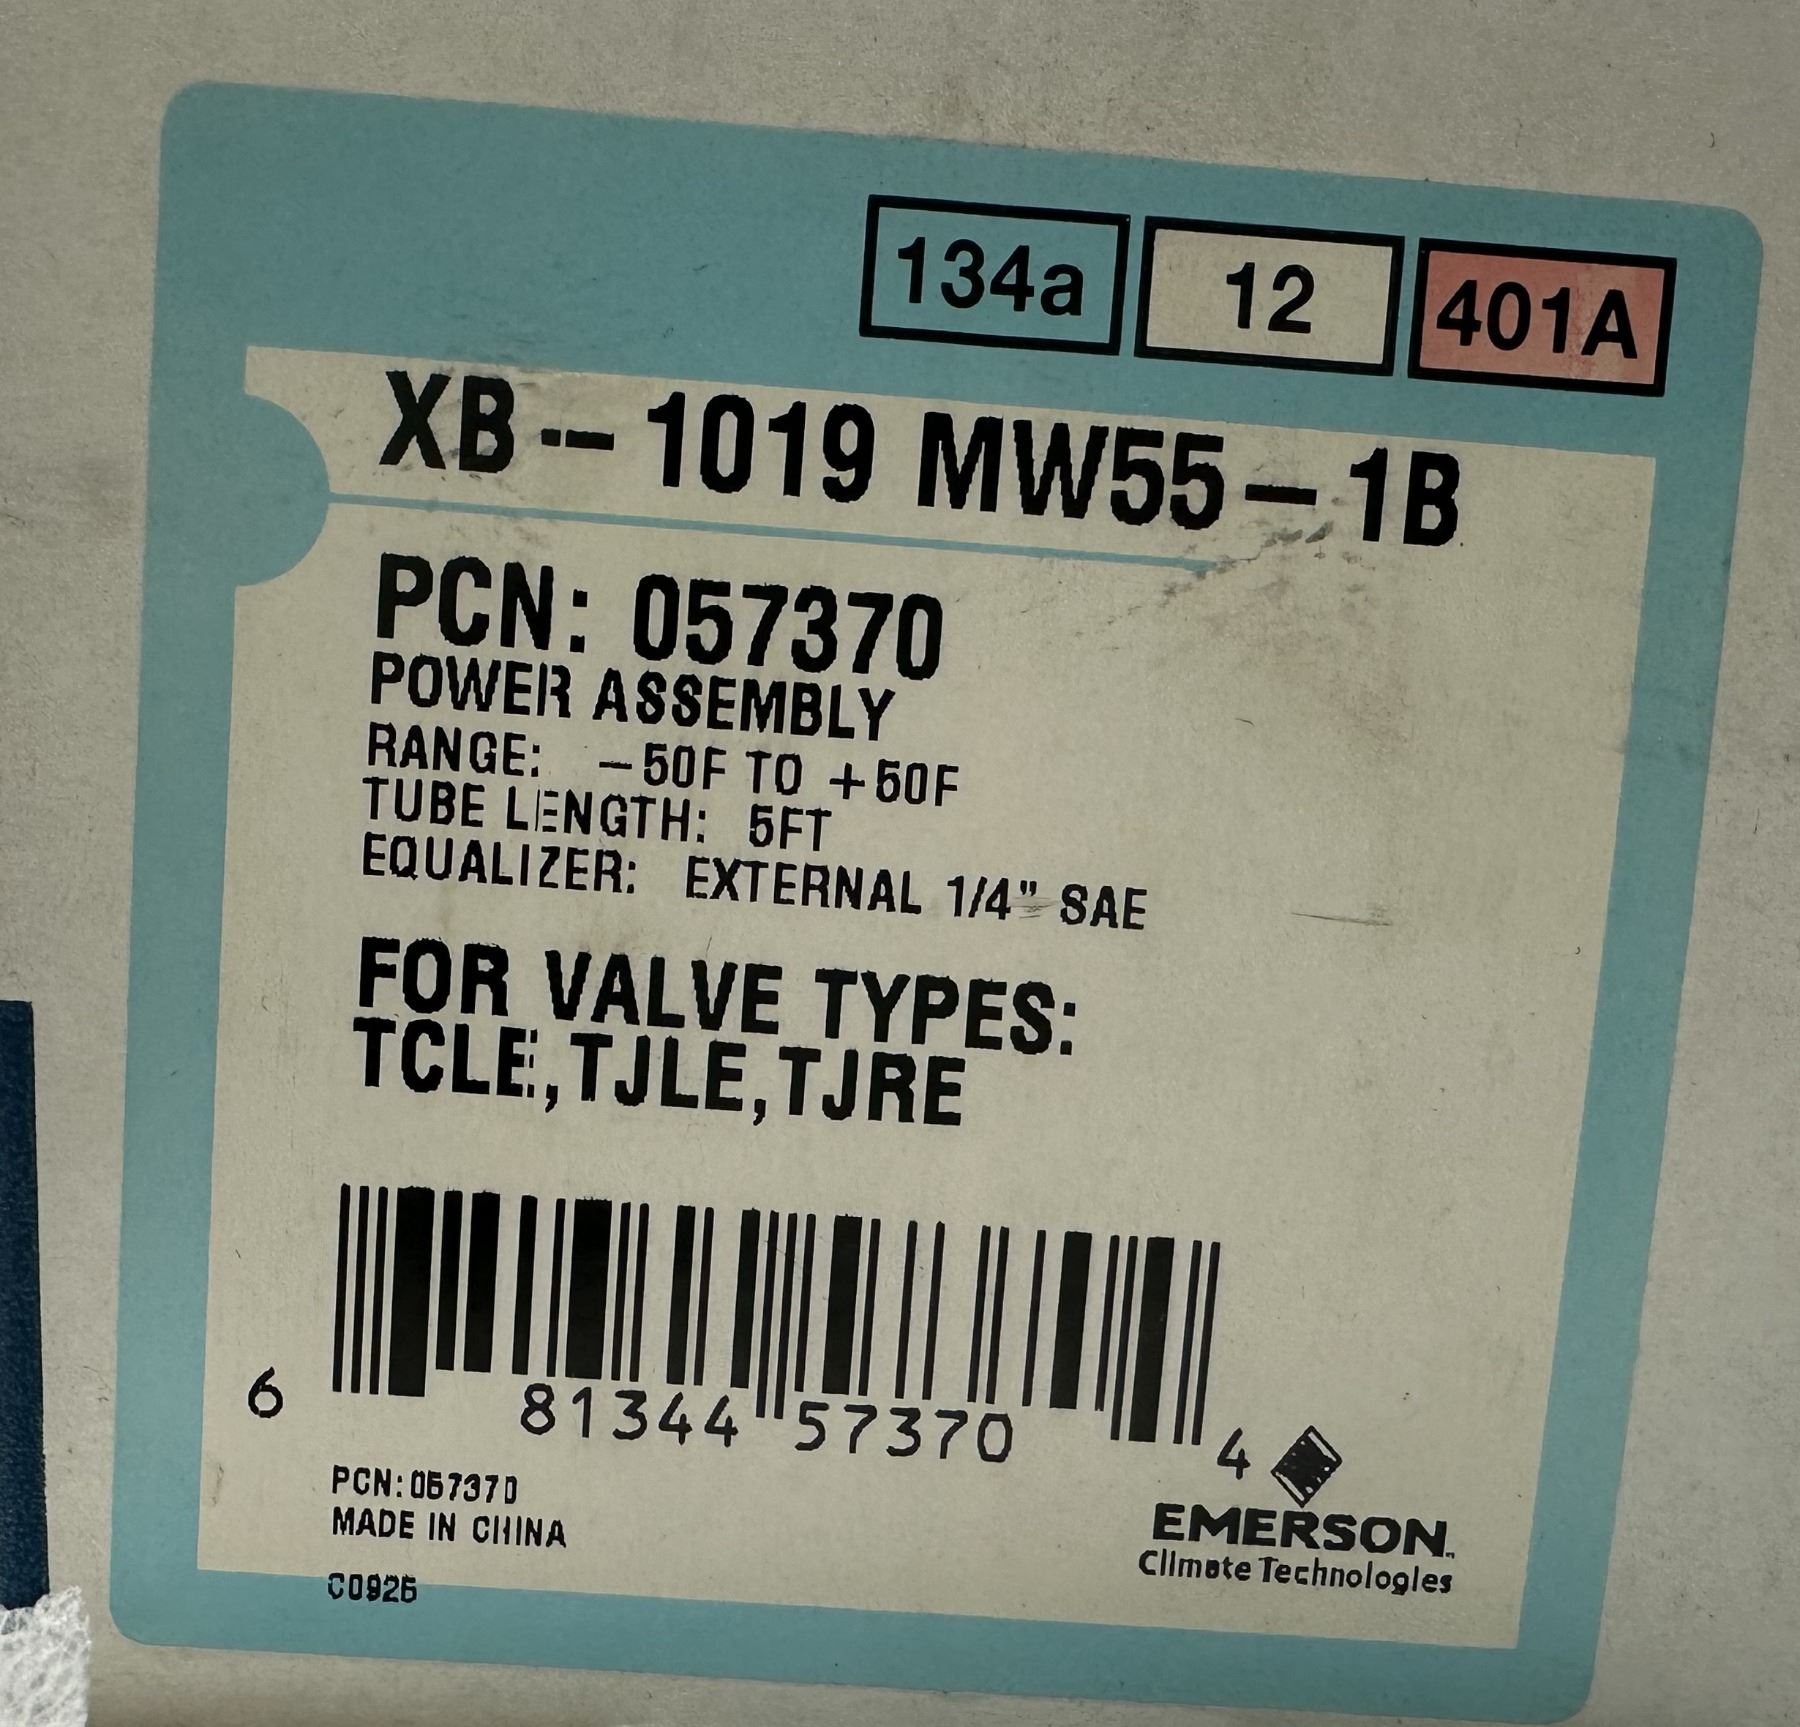 134a 12 401A
XB-1019 MW55-1B
PCN: 057370
POWER ASSEMBLY
RANGE: -50F TO +50F
TUBE LENGTH: 5FT
EQUALIZER: EXTERNAL 1/4" SAE
FOR VALVE TYPES:
TCLE,TJLE,TJRE
6 81344 57370 4
PCN:057370
MADE IN CHINA
C0925
EMERSON
Climate Technologies